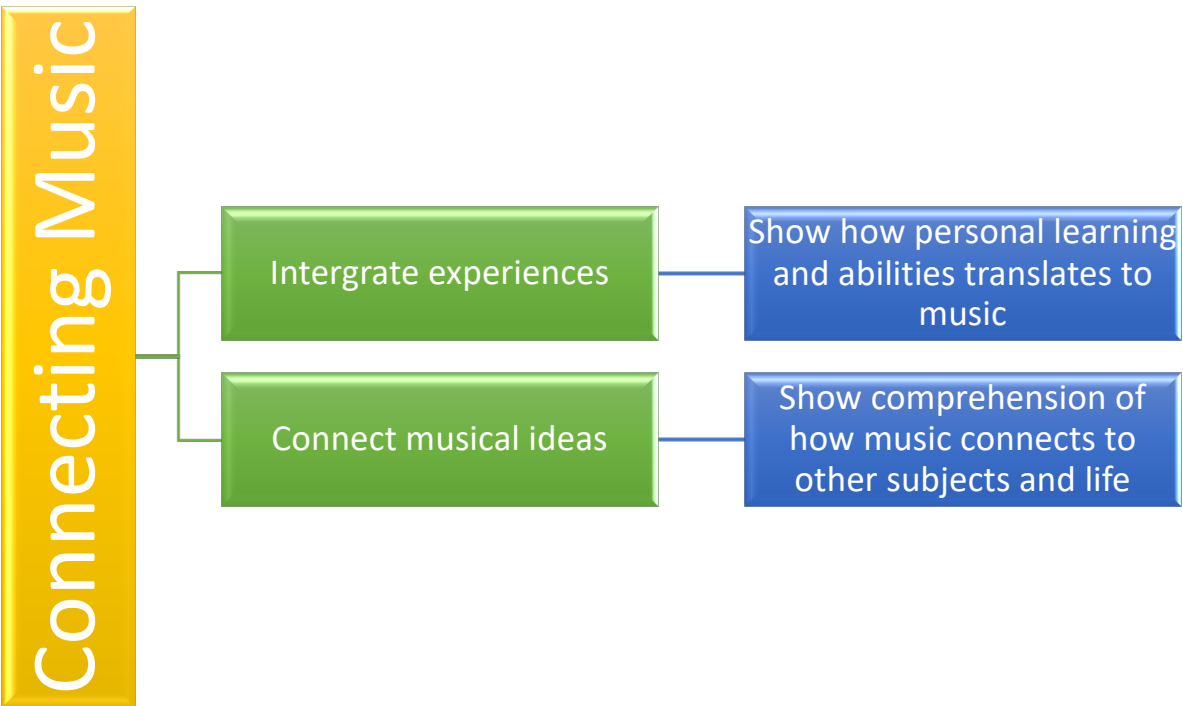 Connecting Music
Intergrate experiences
Show how personal learning
and abilities translates to
music
Connect musical ideas
Show comprehension of
how music connects to
other subjects and life